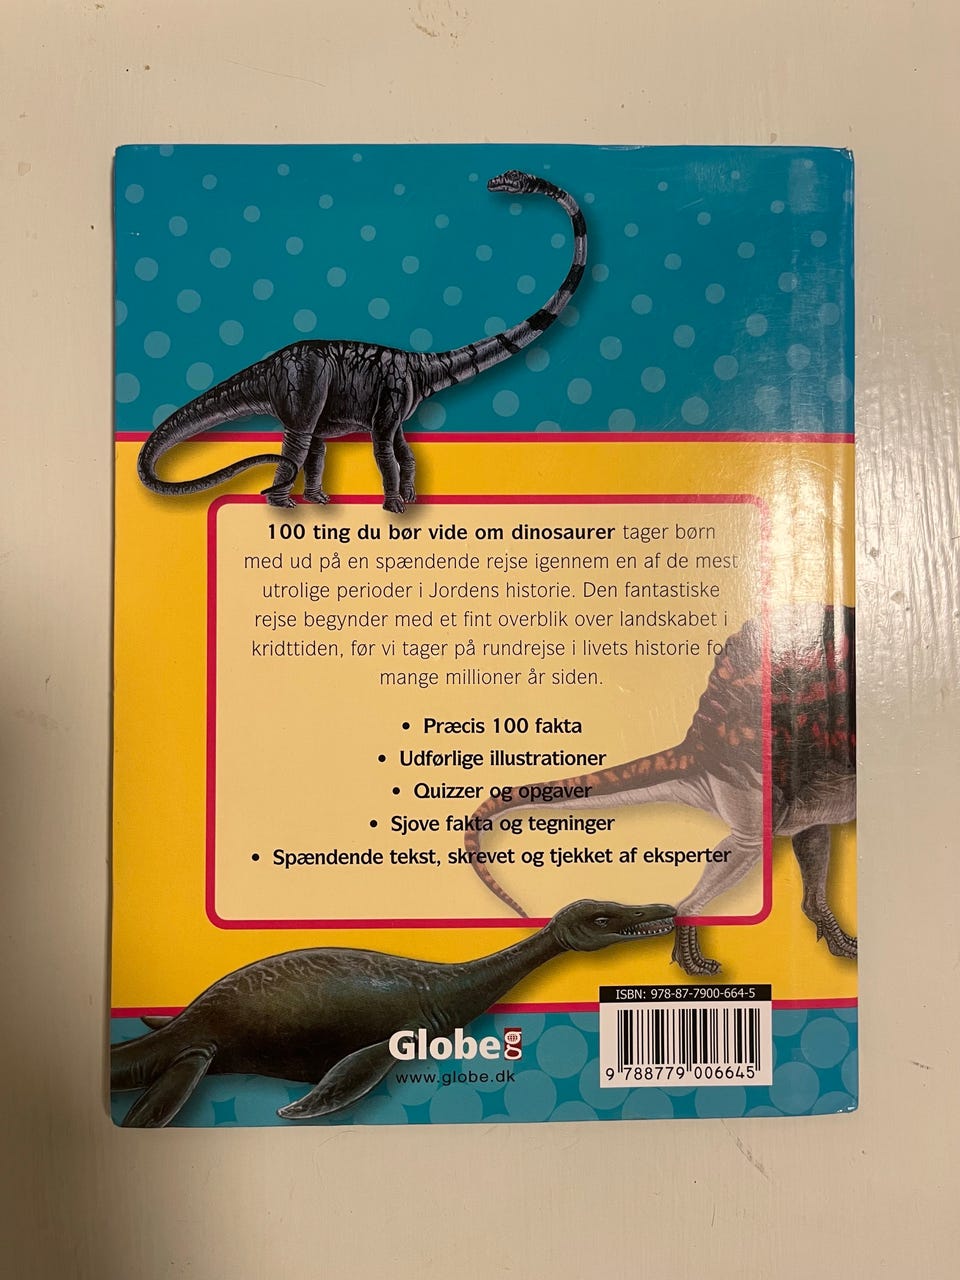 100 ting du bør vide om dinosaurer tager børn
med ud på en spændende rejse igennem en af de mest
utrolige perioder i Jordens historie. Den fantastiske
rejse begynder med et fint overblik over landskabet i
kridttiden, før vi tager på rundrejse i livets historie for
mange millioner år siden.
• Præcis 100 fakta
• Udførlige illustrationer
• Quizzer og opgaver
• Sjove fakta og tegninger
• Spændende tekst, skrevet og tjekket af eksperter
ISBN: 978-87-7900-664-5
Globe
www.globe.dk
9 788779 006645